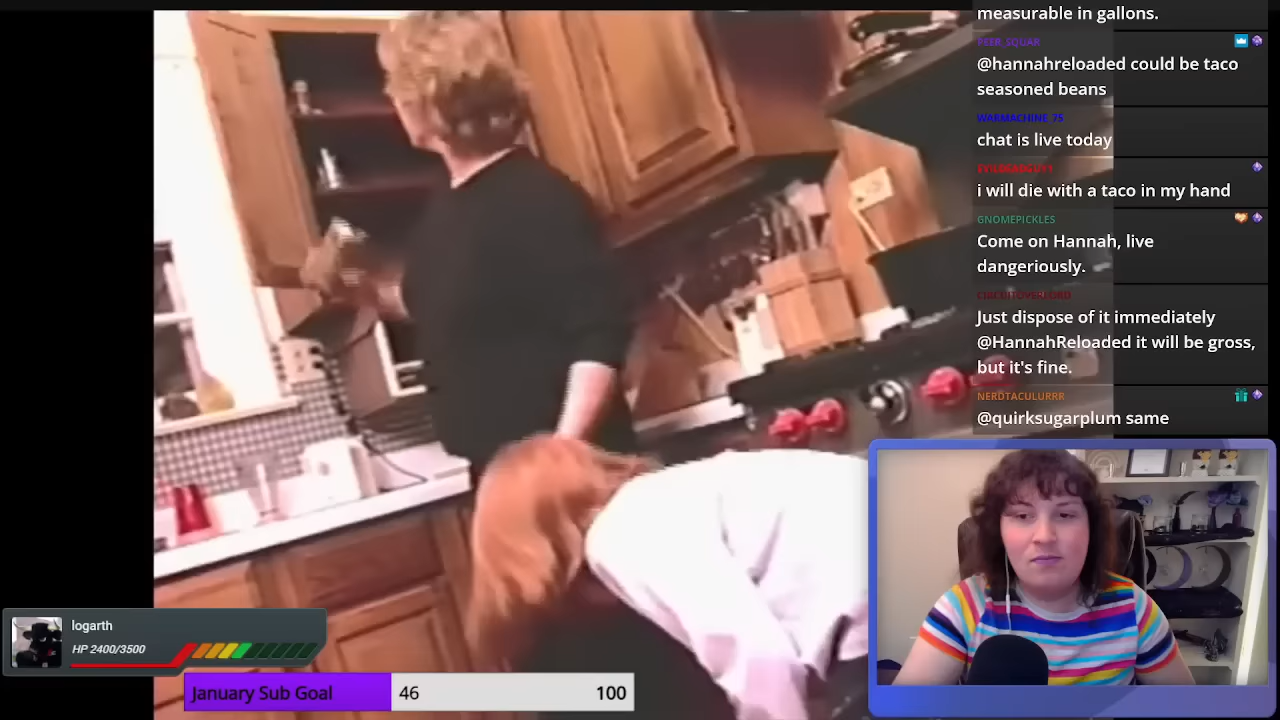 measurable in gallons.
PEER_SQUAR
@hannahreloaded could be taco
seasoned beans
WARMACHINE_75
chat is live today
i will die with a taco in my hand
GNOMEPICKLES
Come on Hannah, live
dangerously.
Just dispose of it immediately
@HannahReloaded it will be gross,
but it's fine.
NERDTACULURRR
@quirksugarplum same
logarth
HP 2400/3500
January Sub Goal 46 100